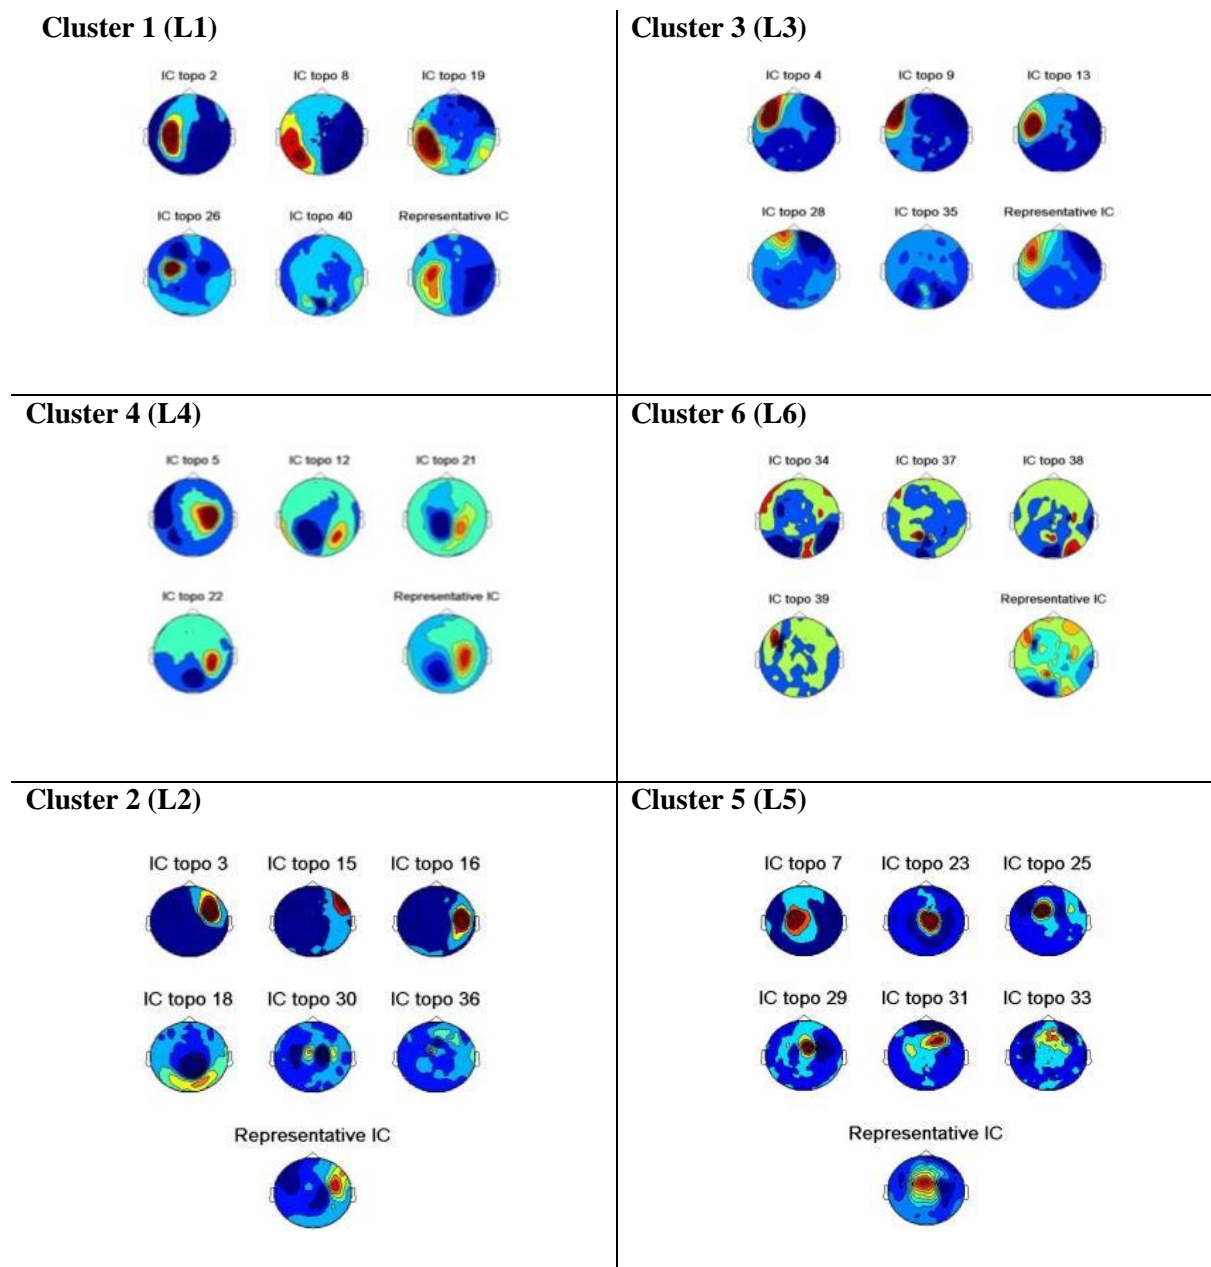 Cluster 1 (L1)
IC topo 2 IC topo 8 IC topo 19
IC topo 26 IC topo 40 Representative IC
Cluster 3 (L3)
IC topo 4 IC topo 9 IC topo 13
IC topo 28 IC topo 35 Representative IC
Cluster 4 (L4)
IC topo 5 IC topo 12 IC topo 21
IC topo 22 Representative IC
Cluster 6 (L6)
IC topo 34 IC topo 37 IC topo 38
IC topo 39 Representative IC
Cluster 2 (L2)
IC topo 3 IC topo 15 IC topo 16
IC topo 18 IC topo 30 IC topo 36
Representative IC
Cluster 5 (L5)
IC topo 7 IC topo 23 IC topo 25
IC topo 29 IC topo 31 IC topo 33
Representative IC